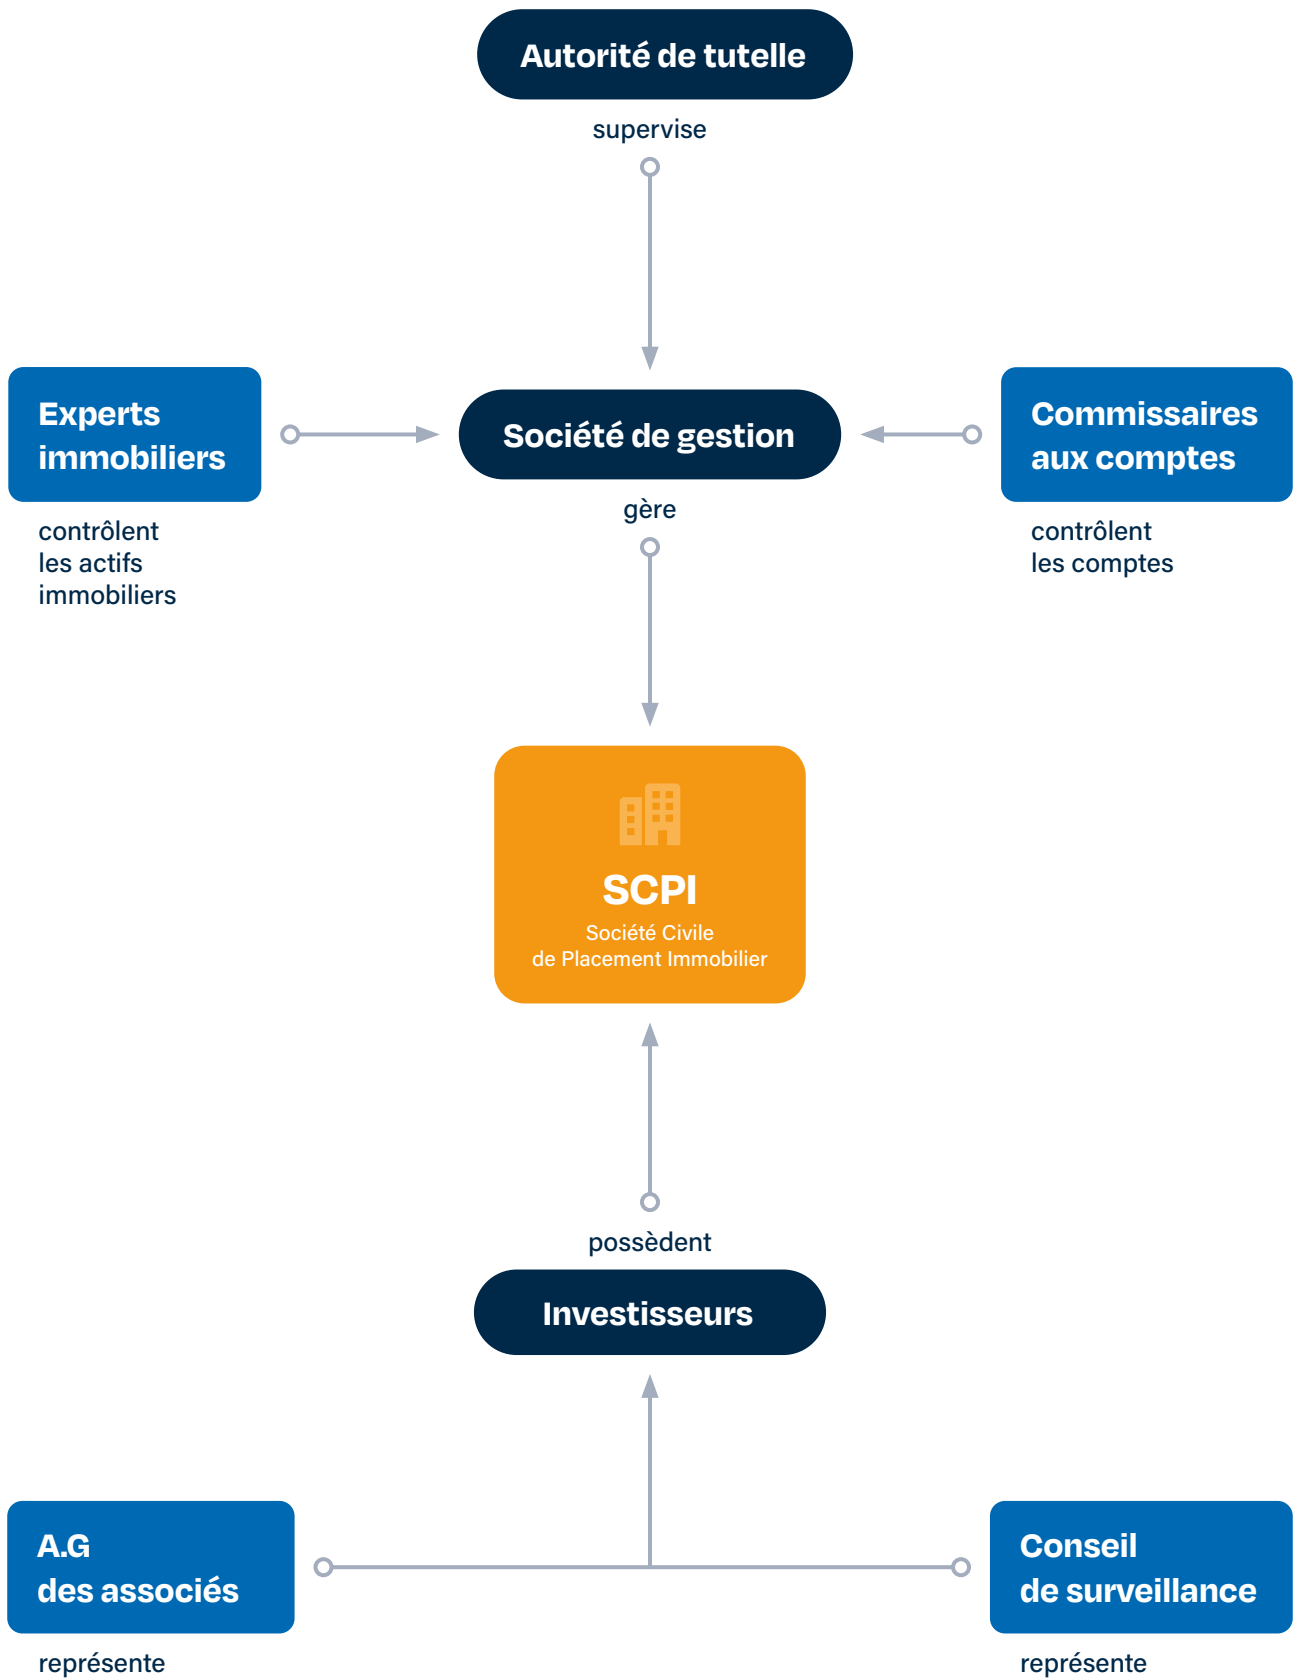 Autorité de tutelle
supervise
Experts
immobiliers
contrôlent
les actifs
immobiliers
Société de gestion
gère
Commissaires
aux comptes
contrôlent
les comptes
SCPI
Société Civile
de Placement Immobilier
possèdent
Investisseurs
A.G
des associés
représente
Conseil
de surveillance
représente